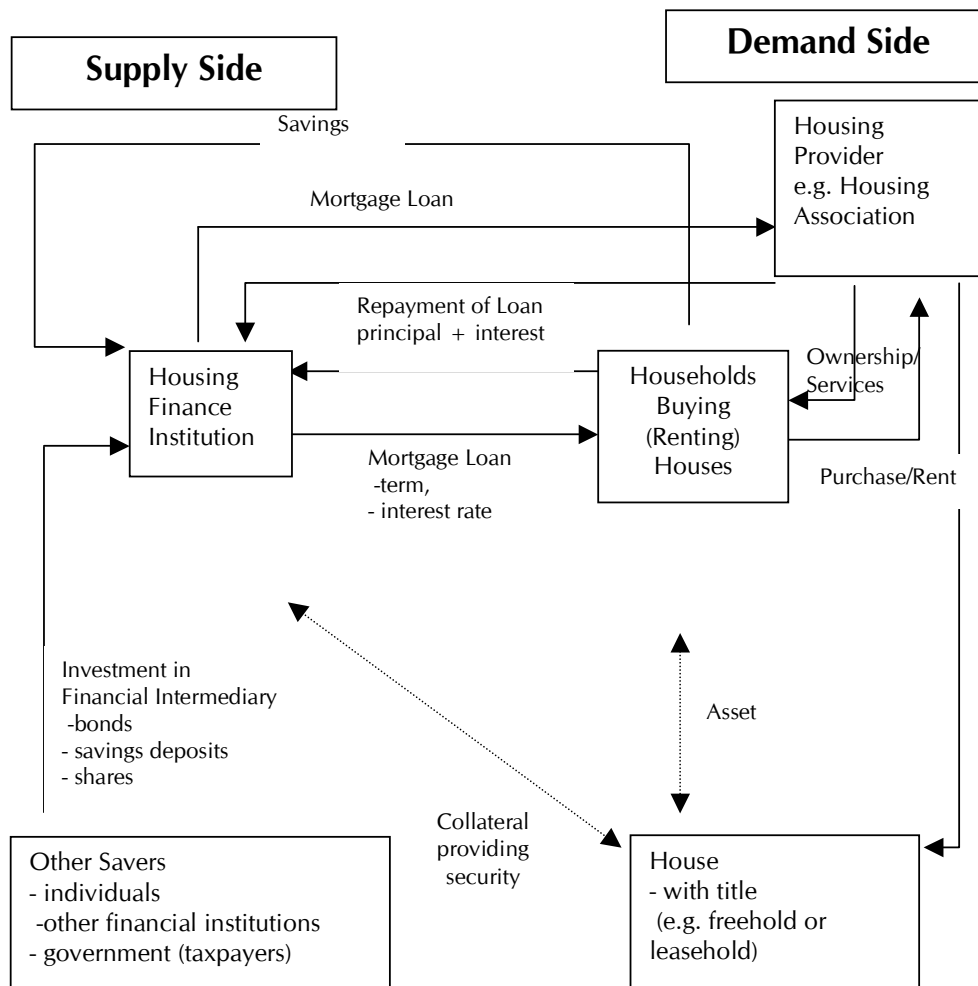 Supply Side
Demand Side
Savings
Housing
Provider
e.g. Housing
Association
Mortgage Loan
Repayment of Loan
principal + interest
Ownership/
Services
Housing
Finance
Institution
Households
Buying
(Renting)
Houses
Mortgage Loan
-term,
- interest rate
Purchase/Rent
Investment in
Financial Intermediary
-bonds
- savings deposits
- shares
Asset
Collateral
providing
security
Other Savers
- individuals
-other financial institutions
- government (taxpayers)
House
- with title
(e.g. freehold or
leasehold)